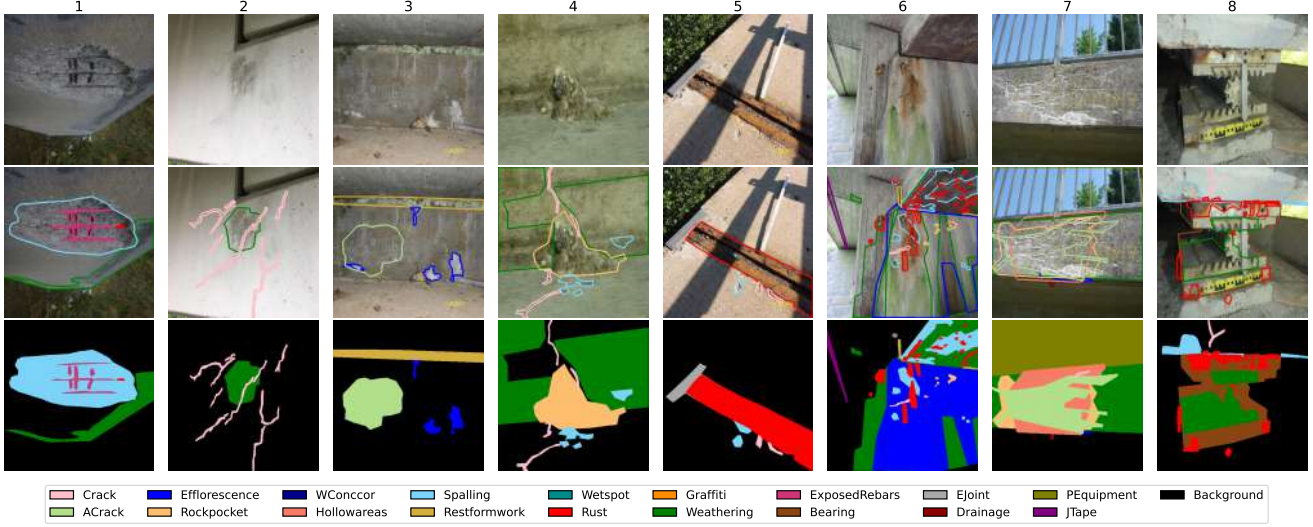 1 2 3 4 5 6 7 8
Crack Efflorescence WConccor Spalling Wetspot Graffiti ExposedRebars EJoint PEquipment Background
ACrack Rockpocket Hollowareas Restformwork Rust Weathering Bearing Drainage JTape